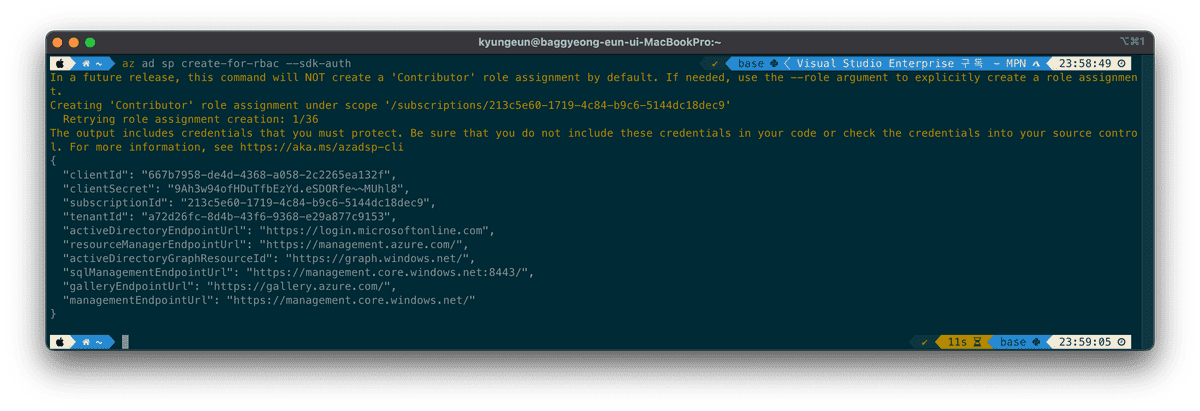 kyungeun@baggyeong-eun-ui-MacBookPro:~
⌥⌘1
~ az ad sp create-for-rbac --sdk-auth ✔ base Visual Studio Enterprise 구독 – MPN 23:58:49
In a future release, this command will NOT create a 'Contributor' role assignment by default. If needed, use the --role argument to explicitly create a role assignmen
t.
Creating 'Contributor' role assignment under scope '/subscriptions/213c5e60-1719-4c84-b9c6-5144dc18dec9'
  Retrying role assignment creation: 1/36
The output includes credentials that you must protect. Be sure that you do not include these credentials in your code or check the credentials into your source contro
l. For more information, see https://aka.ms/azadsp-cli
{
  "clientId": "667b7958-de4d-4368-a058-2c2265ea132f",
  "clientSecret": "9Ah3w94ofHDuTfbEzYd.eSDORfe~~MUhl8",
  "subscriptionId": "213c5e60-1719-4c84-b9c6-5144dc18dec9",
  "tenantId": "a72d26fc-8d4b-43f6-9368-e29a877c9153",
  "activeDirectoryEndpointUrl": "https://login.microsoftonline.com",
  "resourceManagerEndpointUrl": "https://management.azure.com/",
  "activeDirectoryGraphResourceId": "https://graph.windows.net/",
  "sqlManagementEndpointUrl": "https://management.core.windows.net:8443/",
  "galleryEndpointUrl": "https://gallery.azure.com/",
  "managementEndpointUrl": "https://management.core.windows.net/"
}
~ ✔ 11s base 23:59:05